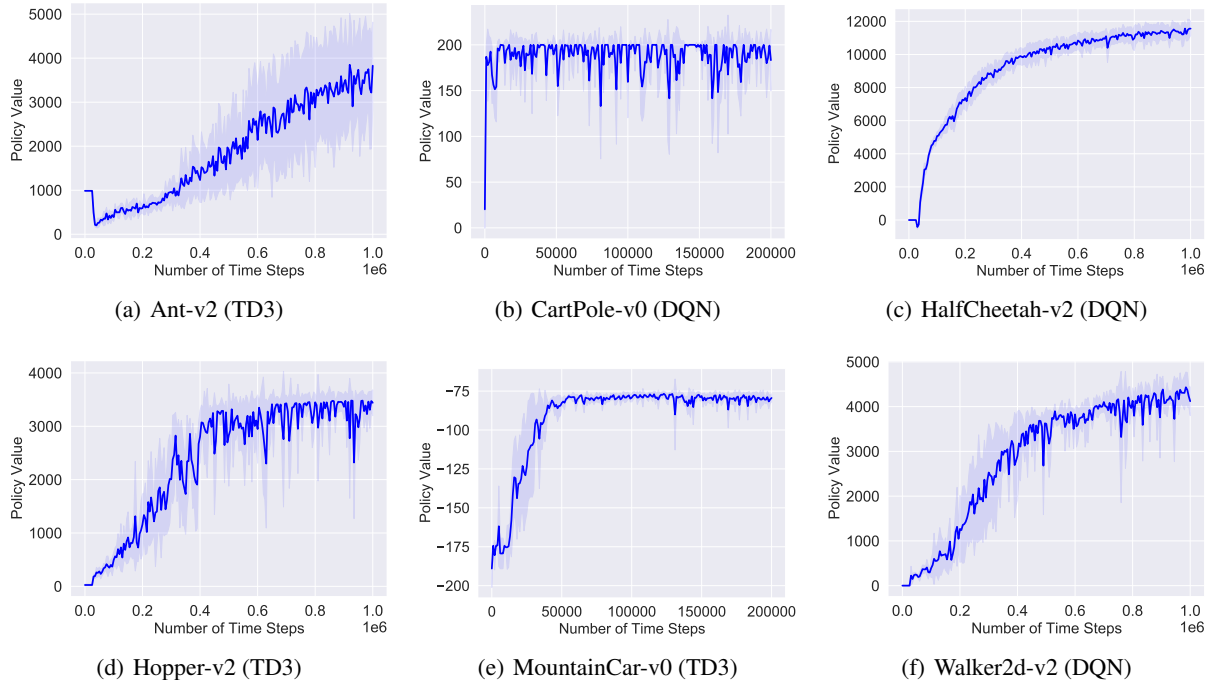 5000
4000
3000
2000
1000
0
Policy Value
0.0 0.2 0.4 0.6 0.8 1.0
1e6
Number of Time Steps
(a) Ant-v2 (TD3)
200
150
100
50
0
Policy Value
0 50000 100000 150000 200000
Number of Time Steps
(b) CartPole-v0 (DQN)
12000
10000
8000
6000
4000
2000
0
Policy Value
0.0 0.2 0.4 0.6 0.8 1.0
1e6
Number of Time Steps
(c) HalfCheetah-v2 (DQN)
4000
3000
2000
1000
0
Policy Value
0.0 0.2 0.4 0.6 0.8 1.0
1e6
Number of Time Steps
(d) Hopper-v2 (TD3)
−75
−100
−125
−150
−175
−200
Policy Value
0 50000 100000 150000 200000
Number of Time Steps
(e) MountainCar-v0 (TD3)
5000
4000
3000
2000
1000
0
Policy Value
0.0 0.2 0.4 0.6 0.8 1.0
1e6
Number of Time Steps
(f) Walker2d-v2 (DQN)